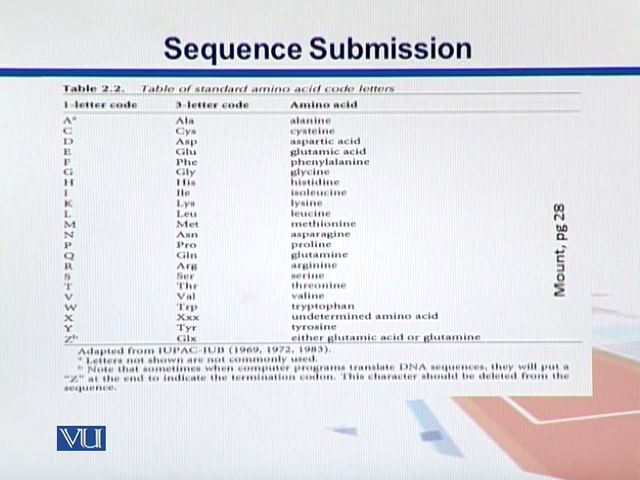 Sequence Submission
Table 2.2. Table of standard amino acid code letters
1-letter code 3-letter code Amino acid
Aᵃ Ala alanine
C Cys cysteine
D Asp aspartic acid
E Glu glutamic acid
F Phe phenylalanine
G Gly glycine
H His histidine
I Ile isoleucine
K Lys lysine
L Leu leucine
M Met methionine
N Asn asparagine
P Pro proline
Q Gln glutamine
R Arg arginine
S Ser serine
T Thr threonine
V Val valine
W Trp tryptophan
X Xxx undetermined amino acid
Y Tyr tyrosine
Zᵇ Glx either glutamic acid or glutamine
Adapted from IUPAC-IUB (1969, 1972, 1983).
ᵃ Letters not shown are not commonly used.
ᵇ Note that sometimes when computer programs translate DNA sequences, they will put a
"Z" at the end to indicate the termination codon. This character should be deleted from the
sequence.
Mount, pg 28
VU